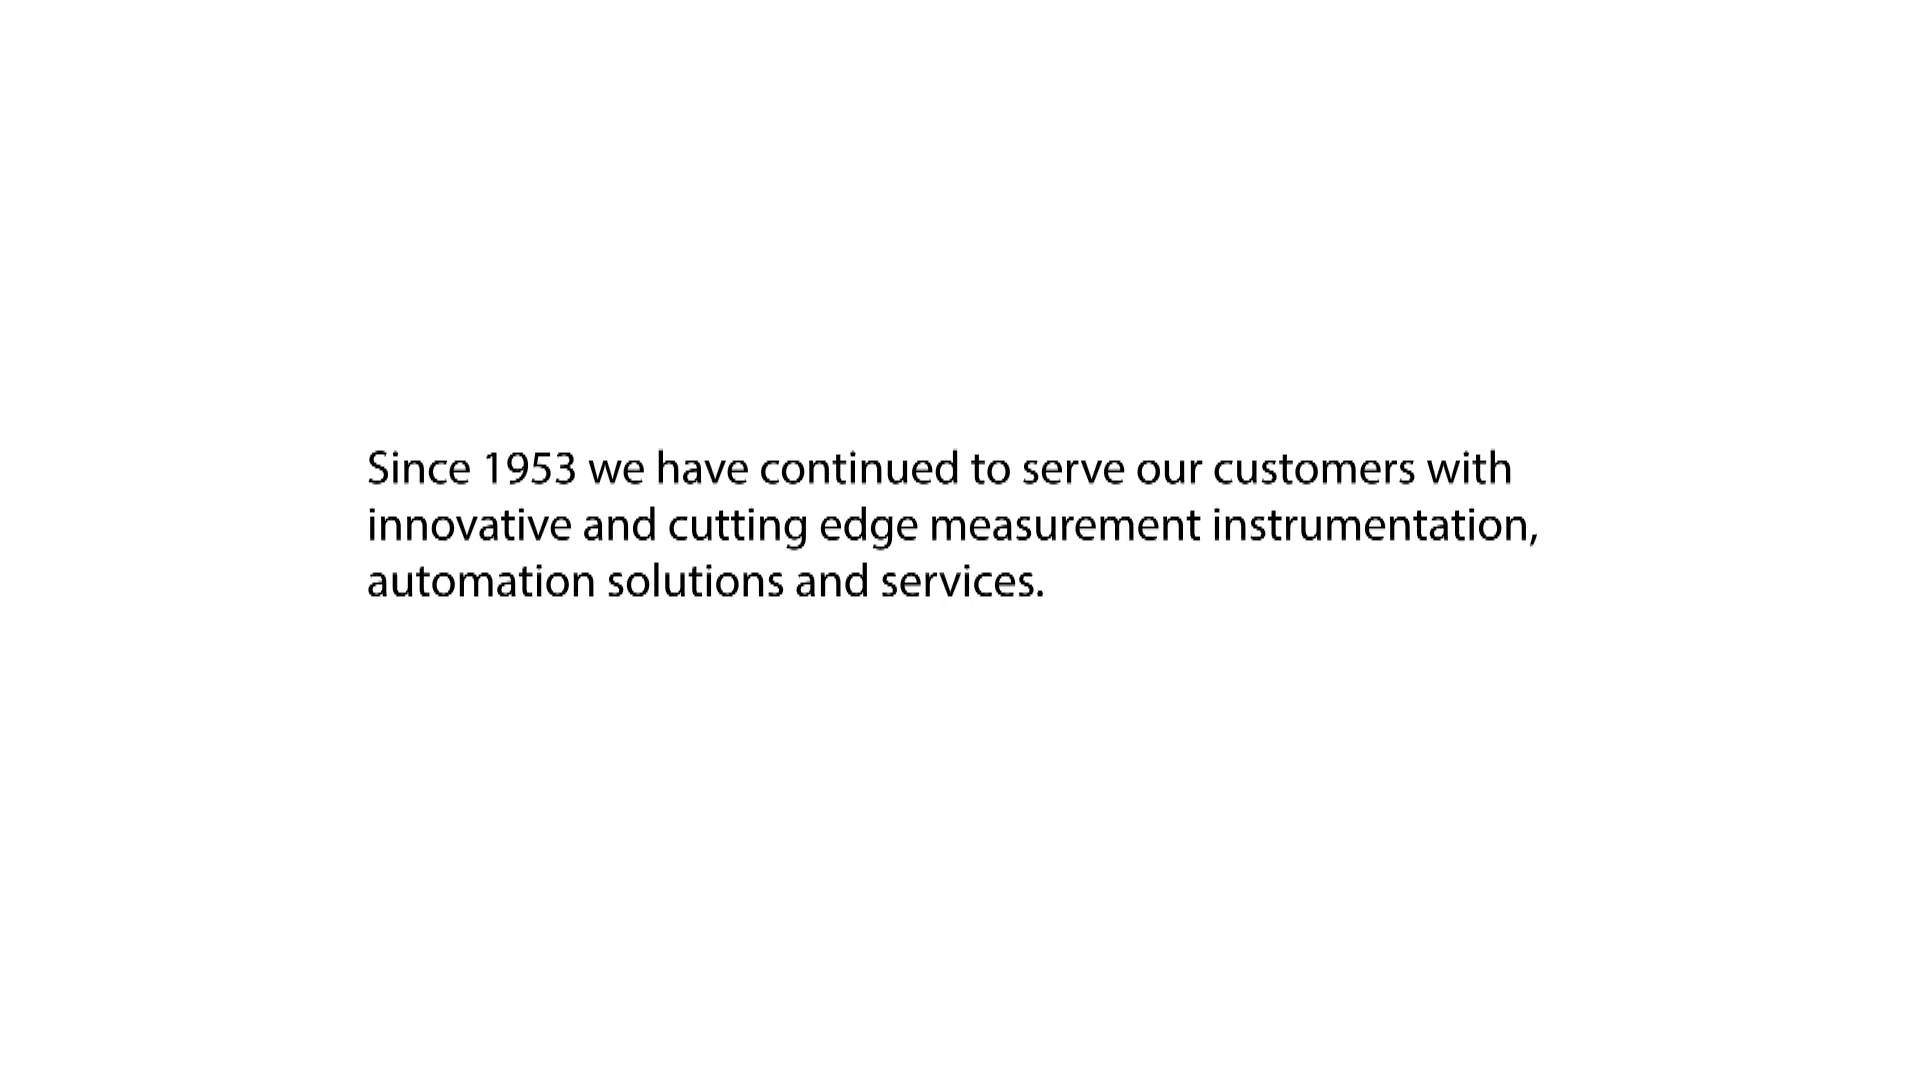 Since 1953 we have continued to serve our customers with
innovative and cutting edge measurement instrumentation,
automation solutions and services.